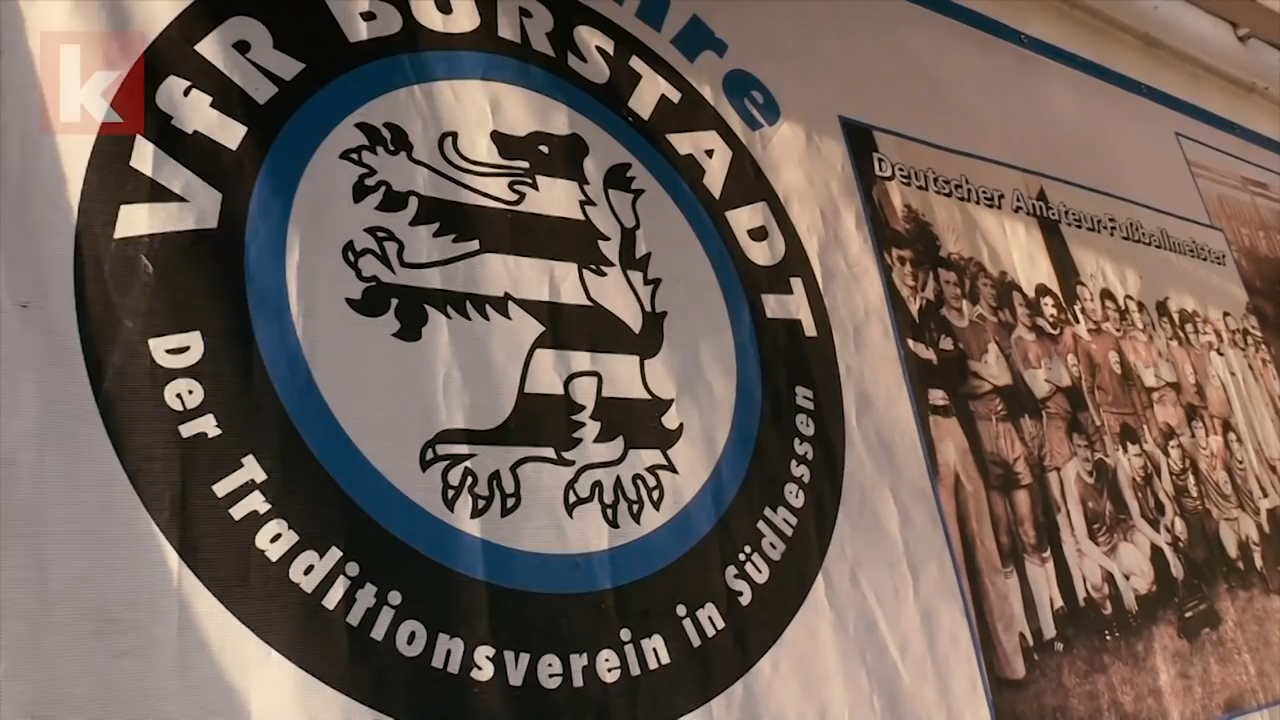 k
VfR BÜRSTADT
Der Traditionsverein in Südhessen
Deutscher Amateur-Fußballmeister